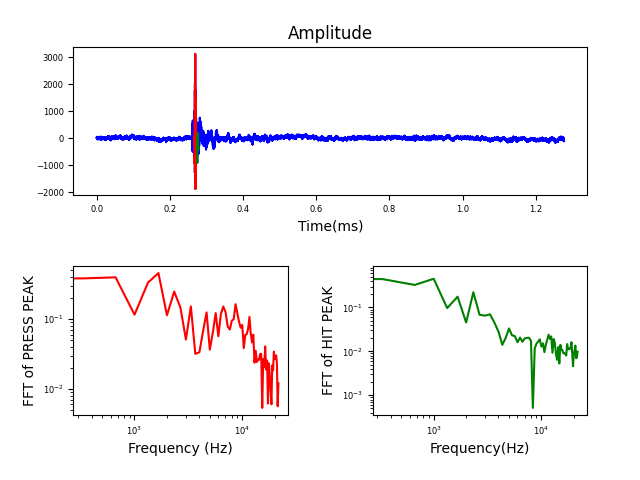 Amplitude
3000
2000
1000
0
−1000
−2000
0.0 0.2 0.4 0.6 0.8 1.0 1.2
Time(ms)
FFT of PRESS PEAK
10⁻¹
10⁻²
10³ 10⁴
Frequency (Hz)
FFT of HIT PEAK
10⁻¹
10⁻²
10⁻³
10³ 10⁴
Frequency(Hz)